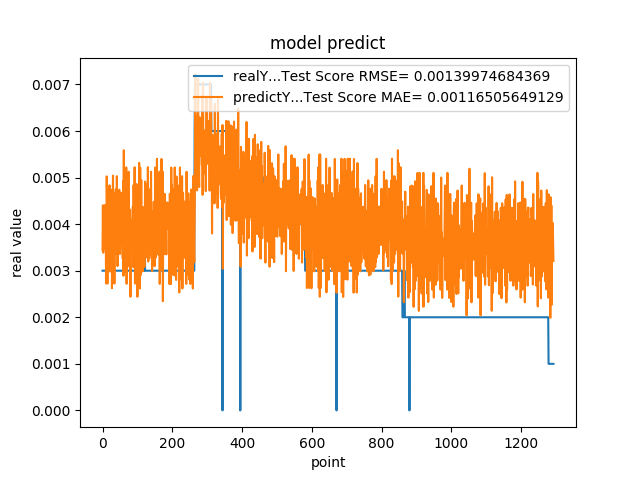 model predict
realY...Test Score RMSE= 0.00139974684369
predictY...Test Score MAE= 0.00116505649129
0.007
0.006
0.005
0.004
0.003
0.002
0.001
0.000
real value
0 200 400 600 800 1000 1200
point